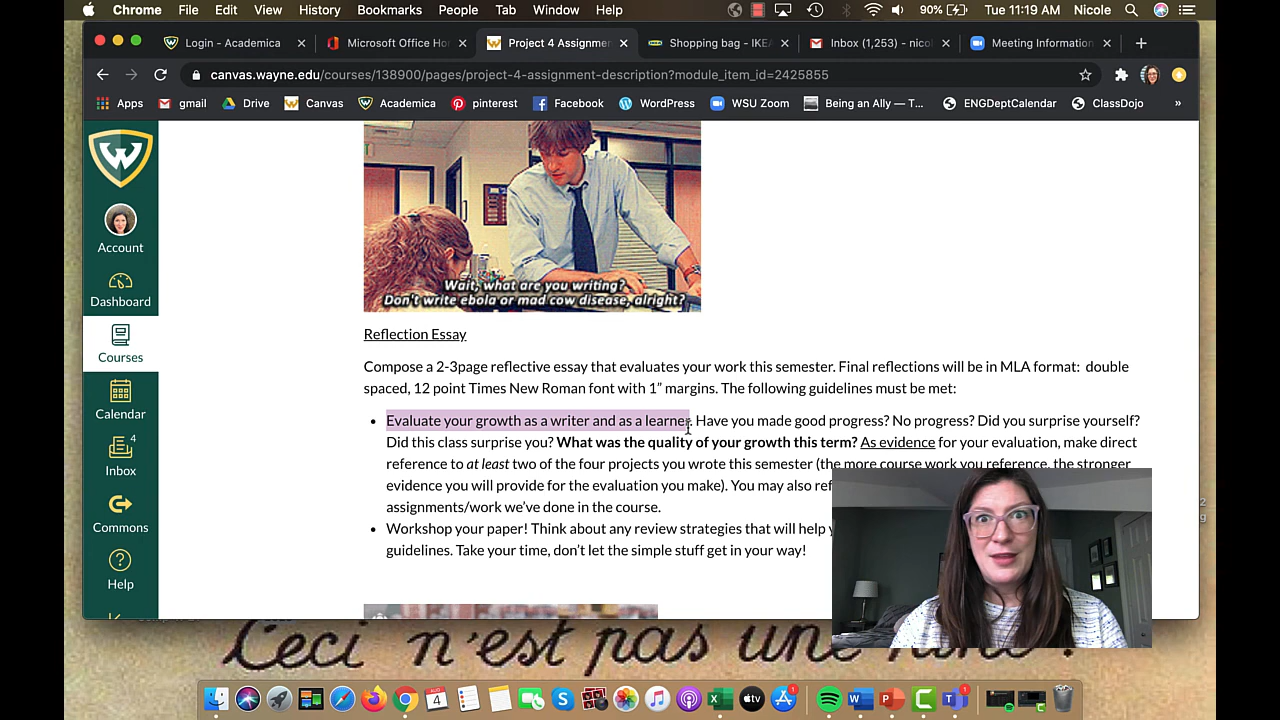 Chrome File Edit View History Bookmarks People Tab Window Help 90% Tue 11:19 AM Nicole
Login - Academica Microsoft Office Ho Project 4 Assignme Shopping bag - IKE Inbox (1,253) - nico Meeting Information
canvas.wayne.edu/courses/138900/pages/project-4-assignment-description?module_item_id=2425855
Apps gmail Drive Canvas Academica pinterest Facebook WordPress WSU Zoom Being an Ally — T... ENGDeptCalendar ClassDojo »
W
Account
Dashboard
Courses
Calendar
4
Inbox
Commons
Help
Wait, what are you writing?
Don't write ebola or mad cow disease, alright?
Reflection Essay
Compose a 2-3page reflective essay that evaluates your work this semester. Final reflections will be in MLA format: double
spaced, 12 point Times New Roman font with 1” margins. The following guidelines must be met:
• Evaluate your growth as a writer and as a learner. Have you made good progress? No progress? Did you surprise yourself?
Did this class surprise you? What was the quality of your growth this term? As evidence for your evaluation, make direct
reference to at least two of the four projects you wrote this semester (the more course work you reference, the stronger
evidence you will provide for the evaluation you make). You may also ref
assignments/work we've done in the course.
• Workshop your paper! Think about any review strategies that will help y
guidelines. Take your time, don't let the simple stuff get in your way!
Ceci n'est pas une
AUG
4
tv
1
1